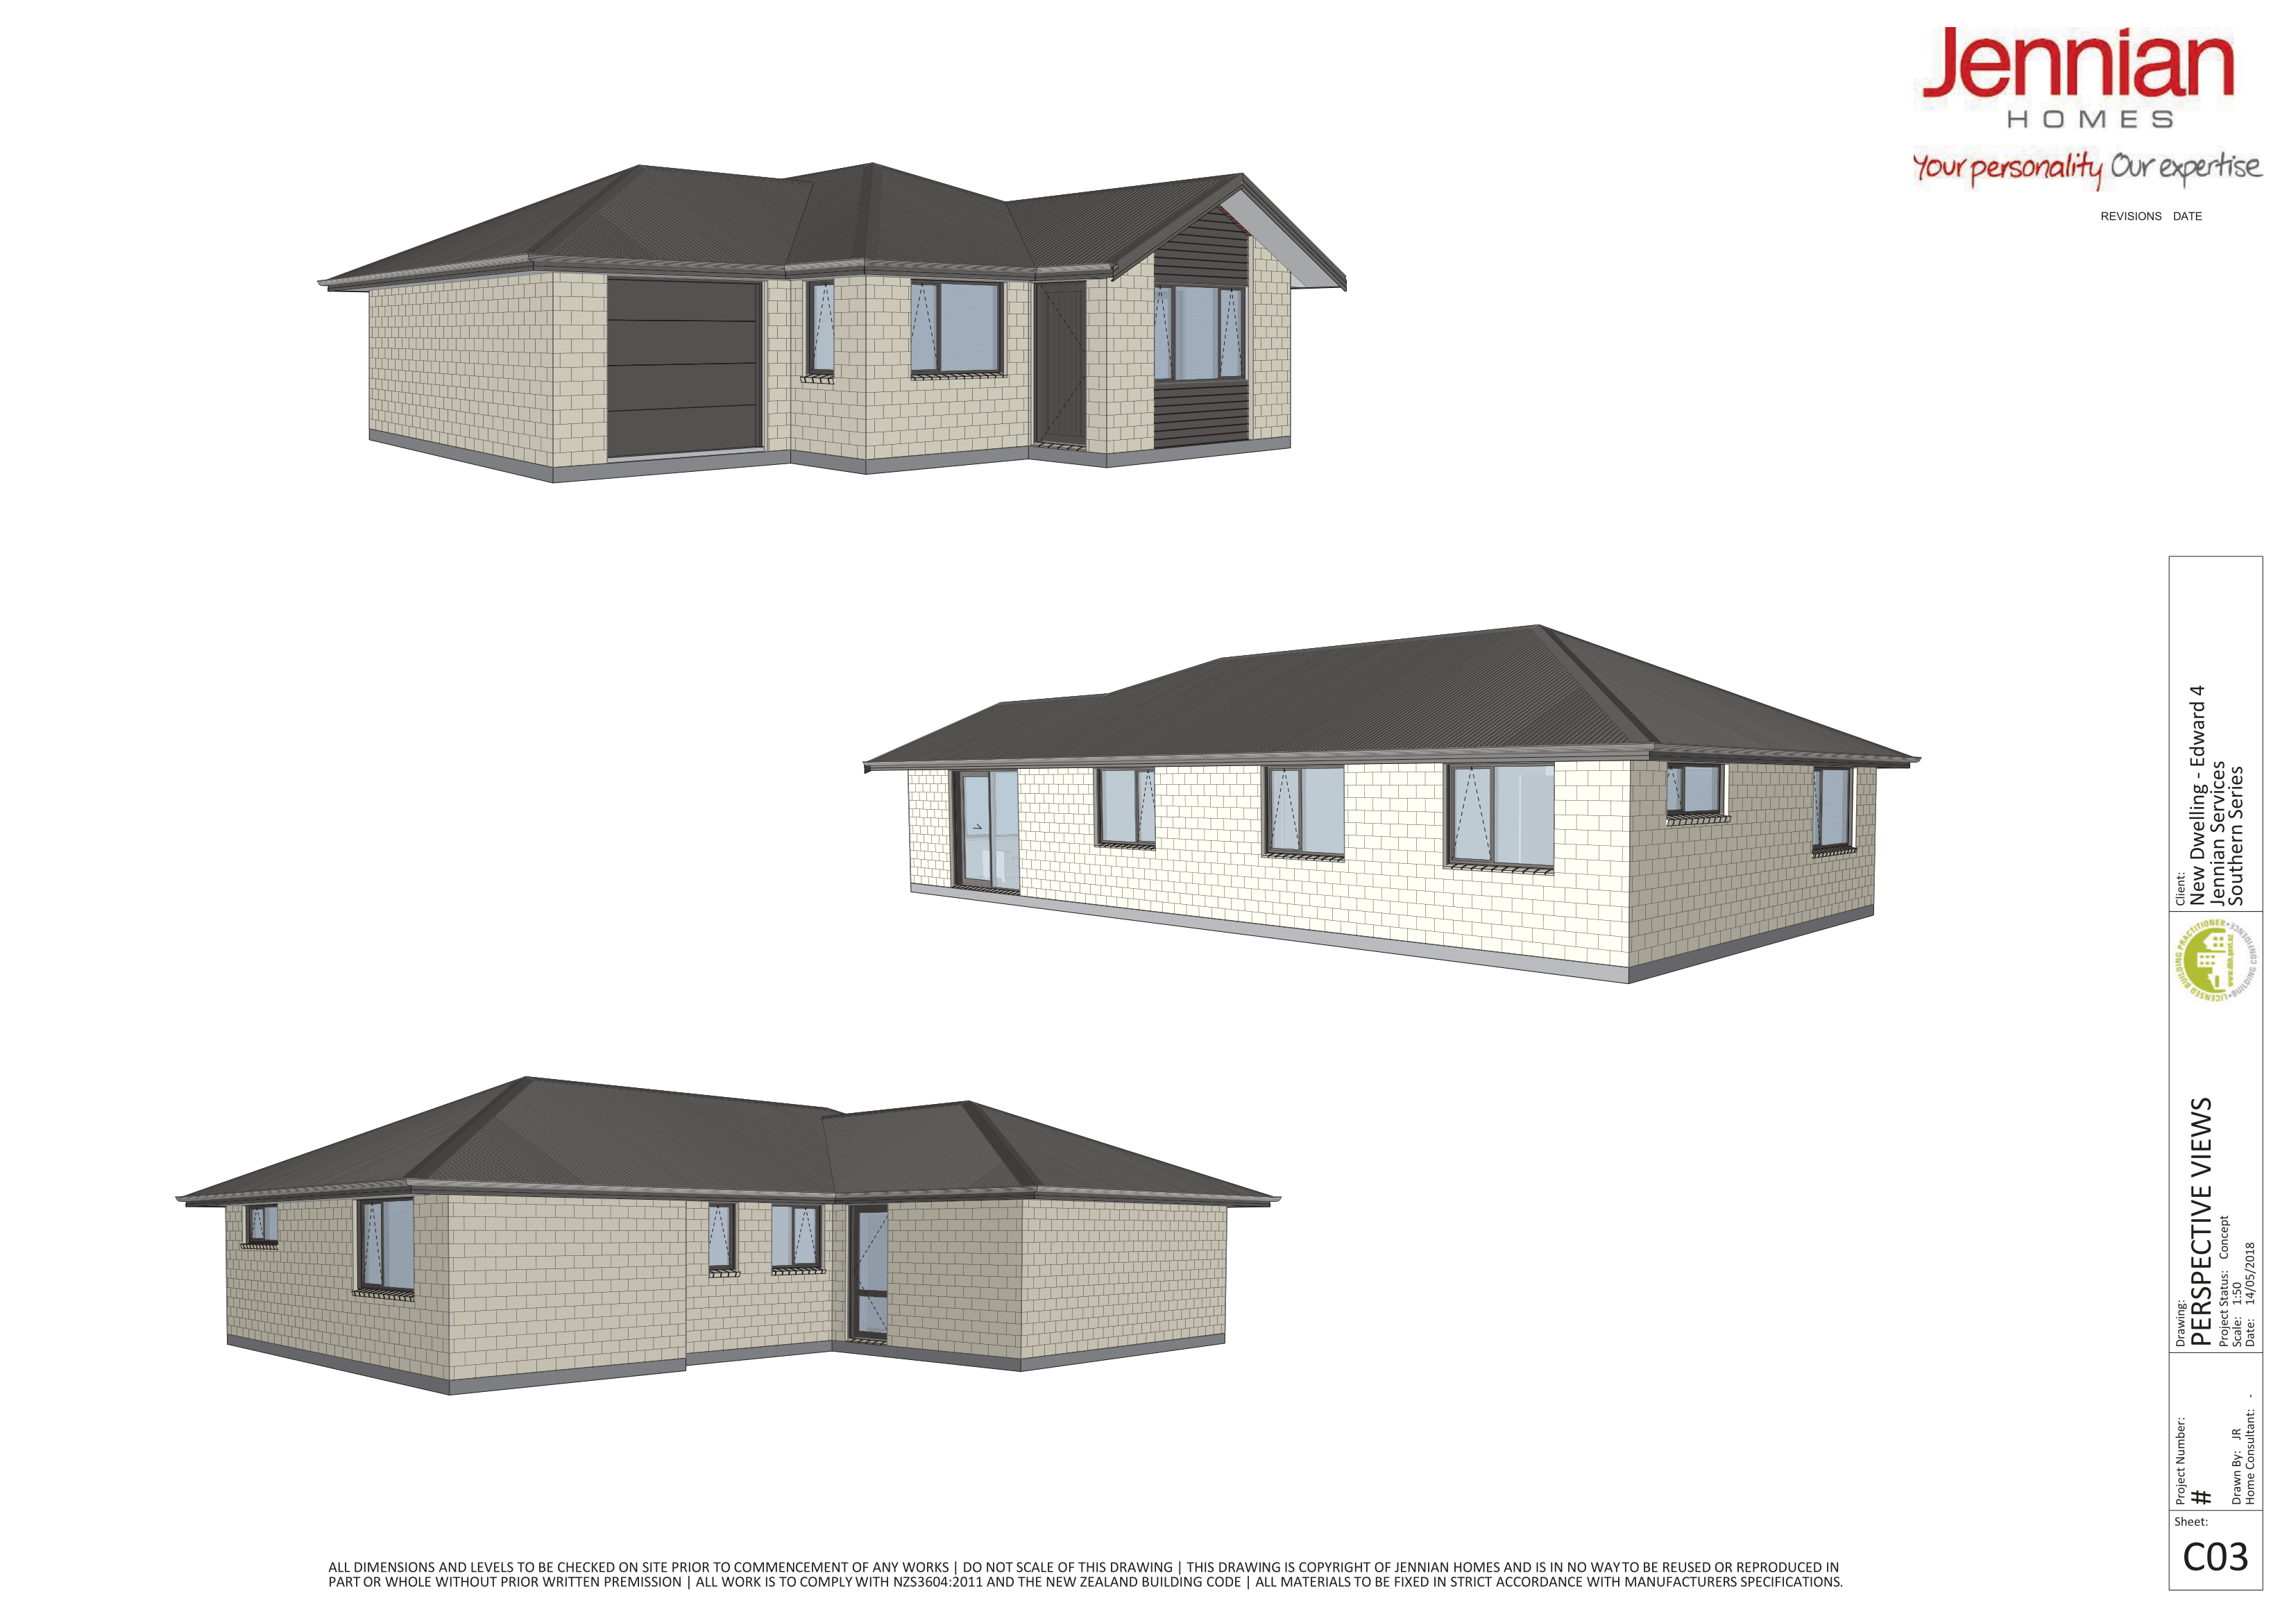 Jennian
HOMES
Your personality Our expertise
REVISIONS DATE
Client:
New Dwelling - Edward 4
Jennian Services
Southern Series
LICENSED BUILDING PRACTITIONER • BUILDING CONFIDENCE •
www.dbh.govt.nz
Drawing:
PERSPECTIVE VIEWS
Project Status: Concept
Scale: 1:50
Date: 14/05/2018
Project Number:
#
Drawn By: JR
Home Consultant: -
Sheet:
C03
ALL DIMENSIONS AND LEVELS TO BE CHECKED ON SITE PRIOR TO COMMENCEMENT OF ANY WORKS | DO NOT SCALE OF THIS DRAWING | THIS DRAWING IS COPYRIGHT OF JENNIAN HOMES AND IS IN NO WAY TO BE REUSED OR REPRODUCED IN
PART OR WHOLE WITHOUT PRIOR WRITTEN PREMISSION | ALL WORK IS TO COMPLY WITH NZS3604:2011 AND THE NEW ZEALAND BUILDING CODE | ALL MATERIALS TO BE FIXED IN STRICT ACCORDANCE WITH MANUFACTURERS SPECIFICATIONS.